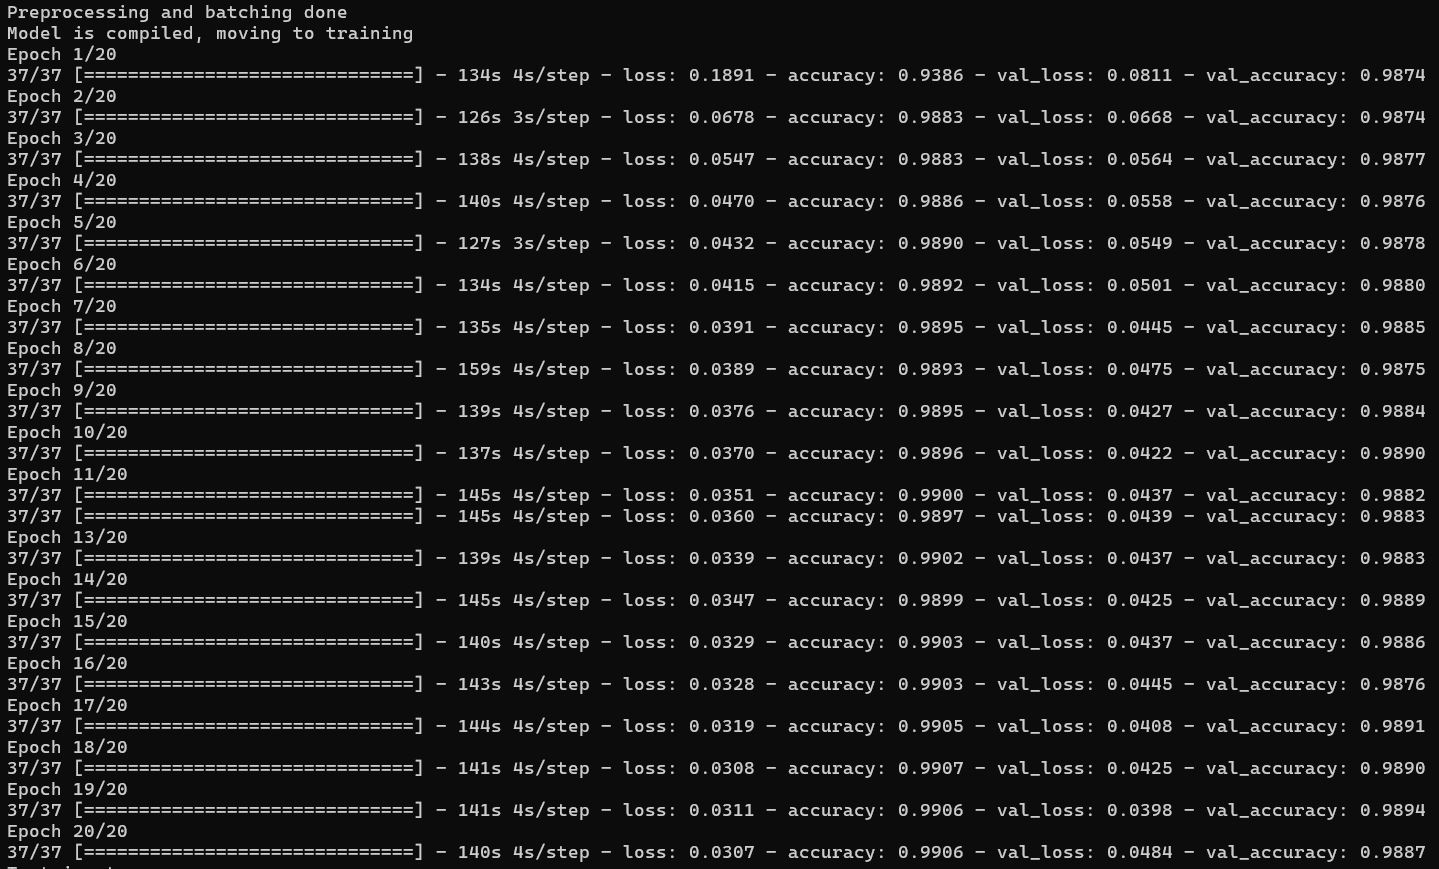 Preprocessing and batching done
Model is compiled, moving to training
Epoch 1/20
37/37 [==============================] - 134s 4s/step - loss: 0.1891 - accuracy: 0.9386 - val_loss: 0.0811 - val_accuracy: 0.9874
Epoch 2/20
37/37 [==============================] - 126s 3s/step - loss: 0.0678 - accuracy: 0.9883 - val_loss: 0.0668 - val_accuracy: 0.9874
Epoch 3/20
37/37 [==============================] - 138s 4s/step - loss: 0.0547 - accuracy: 0.9883 - val_loss: 0.0564 - val_accuracy: 0.9877
Epoch 4/20
37/37 [==============================] - 140s 4s/step - loss: 0.0470 - accuracy: 0.9886 - val_loss: 0.0558 - val_accuracy: 0.9876
Epoch 5/20
37/37 [==============================] - 127s 3s/step - loss: 0.0432 - accuracy: 0.9890 - val_loss: 0.0549 - val_accuracy: 0.9878
Epoch 6/20
37/37 [==============================] - 134s 4s/step - loss: 0.0415 - accuracy: 0.9892 - val_loss: 0.0501 - val_accuracy: 0.9880
Epoch 7/20
37/37 [==============================] - 135s 4s/step - loss: 0.0391 - accuracy: 0.9895 - val_loss: 0.0445 - val_accuracy: 0.9885
Epoch 8/20
37/37 [==============================] - 159s 4s/step - loss: 0.0389 - accuracy: 0.9893 - val_loss: 0.0475 - val_accuracy: 0.9875
Epoch 9/20
37/37 [==============================] - 139s 4s/step - loss: 0.0376 - accuracy: 0.9895 - val_loss: 0.0427 - val_accuracy: 0.9884
Epoch 10/20
37/37 [==============================] - 137s 4s/step - loss: 0.0370 - accuracy: 0.9896 - val_loss: 0.0422 - val_accuracy: 0.9890
Epoch 11/20
37/37 [==============================] - 145s 4s/step - loss: 0.0351 - accuracy: 0.9900 - val_loss: 0.0437 - val_accuracy: 0.9882
37/37 [==============================] - 145s 4s/step - loss: 0.0360 - accuracy: 0.9897 - val_loss: 0.0439 - val_accuracy: 0.9883
Epoch 13/20
37/37 [==============================] - 139s 4s/step - loss: 0.0339 - accuracy: 0.9902 - val_loss: 0.0437 - val_accuracy: 0.9883
Epoch 14/20
37/37 [==============================] - 145s 4s/step - loss: 0.0347 - accuracy: 0.9899 - val_loss: 0.0425 - val_accuracy: 0.9889
Epoch 15/20
37/37 [==============================] - 140s 4s/step - loss: 0.0329 - accuracy: 0.9903 - val_loss: 0.0437 - val_accuracy: 0.9886
Epoch 16/20
37/37 [==============================] - 143s 4s/step - loss: 0.0328 - accuracy: 0.9903 - val_loss: 0.0445 - val_accuracy: 0.9876
Epoch 17/20
37/37 [==============================] - 144s 4s/step - loss: 0.0319 - accuracy: 0.9905 - val_loss: 0.0408 - val_accuracy: 0.9891
Epoch 18/20
37/37 [==============================] - 141s 4s/step - loss: 0.0308 - accuracy: 0.9907 - val_loss: 0.0425 - val_accuracy: 0.9890
Epoch 19/20
37/37 [==============================] - 141s 4s/step - loss: 0.0311 - accuracy: 0.9906 - val_loss: 0.0398 - val_accuracy: 0.9894
Epoch 20/20
37/37 [==============================] - 140s 4s/step - loss: 0.0307 - accuracy: 0.9906 - val_loss: 0.0484 - val_accuracy: 0.9887